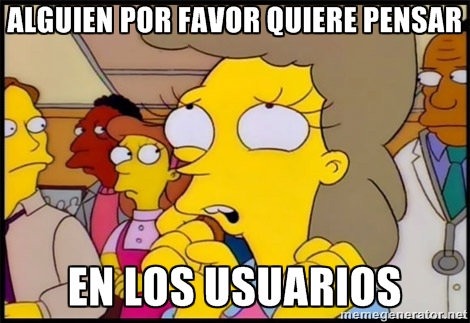 ALGUIEN POR FAVOR QUIERE PENSAR
EN LOS USUARIOS
memegenerator.net